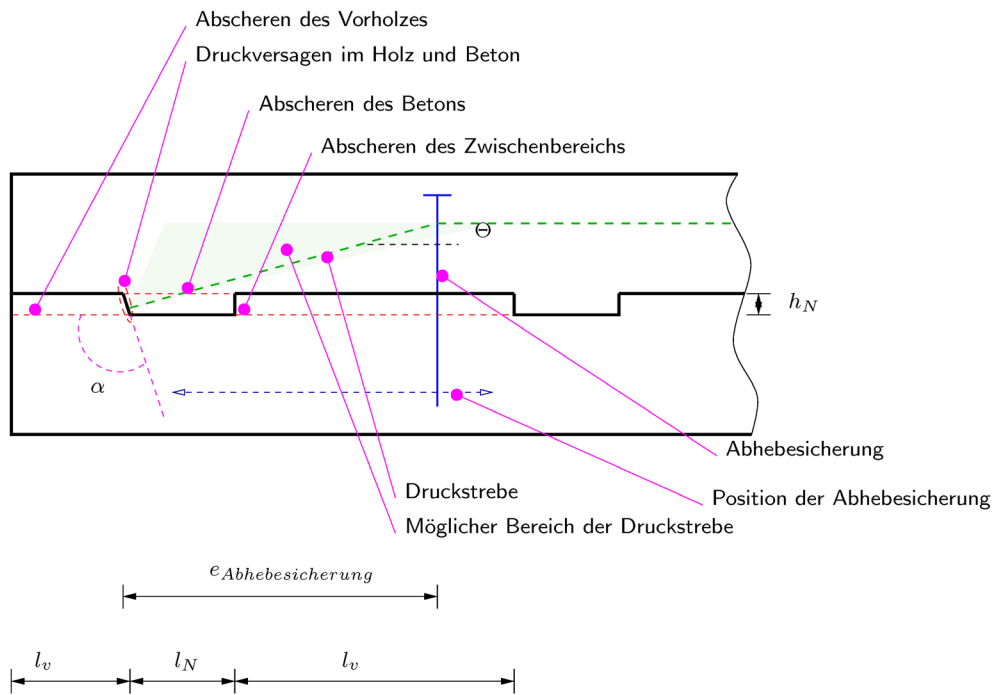 Abscheren des Vorholzes
Druckversagen im Holz und Beton
Abscheren des Betons
Abscheren des Zwischenbereichs
Θ
h_N
α
Abhebesicherung
Druckstrebe
Position der Abhebesicherung
Möglicher Bereich der Druckstrebe
e_Abhebesicherung
l_v
l_N
l_v